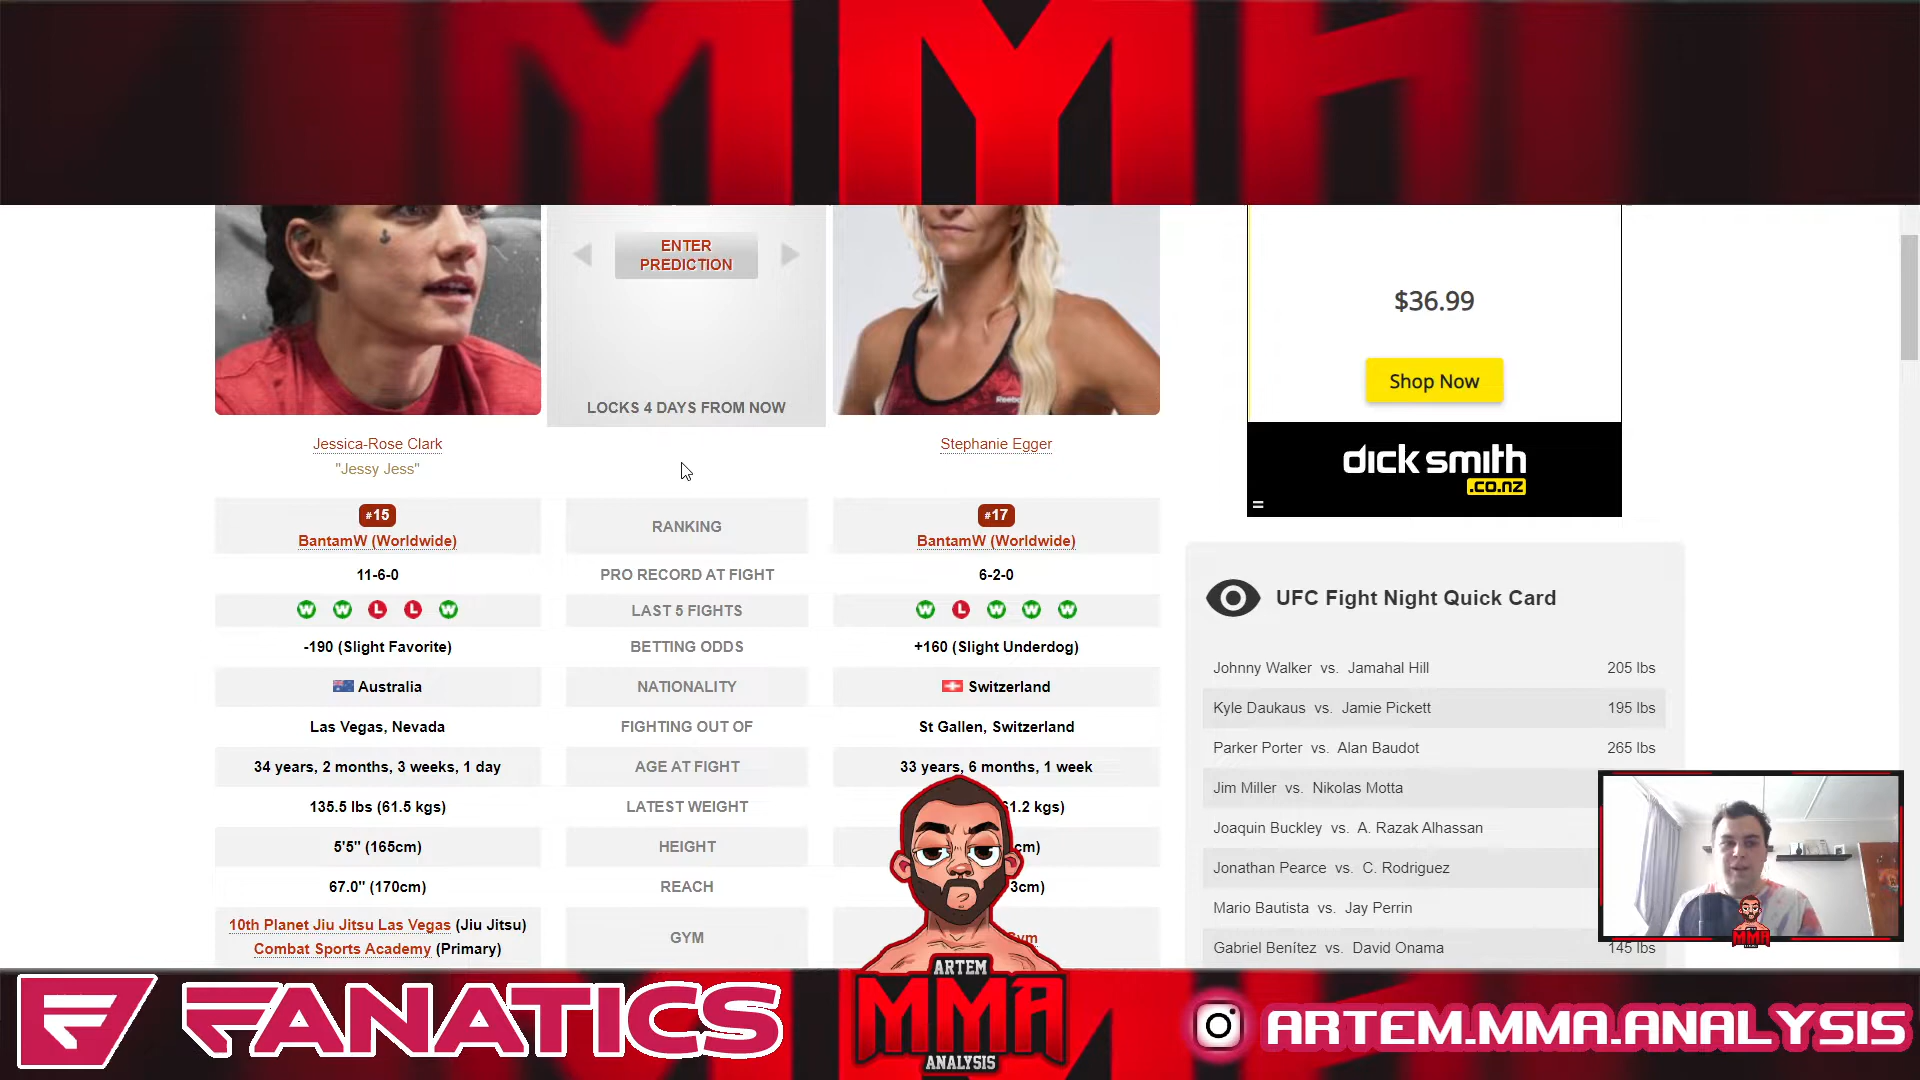 MMA
ENTER
PREDICTION
LOCKS 4 DAYS FROM NOW
Reebok
$36.99
Shop Now
dick smith
.co.nz
Jessica-Rose Clark
"Jessy Jess"
Stephanie Egger
#15
BantamW (Worldwide)
RANKING
#17
BantamW (Worldwide)
11-6-0
PRO RECORD AT FIGHT
6-2-0
W W L L W
LAST 5 FIGHTS
W L W W W
-190 (Slight Favorite)
BETTING ODDS
+160 (Slight Underdog)
Australia
NATIONALITY
Switzerland
Las Vegas, Nevada
FIGHTING OUT OF
St Gallen, Switzerland
34 years, 2 months, 3 weeks, 1 day
AGE AT FIGHT
33 years, 6 months, 1 week
135.5 lbs (61.5 kgs)
LATEST WEIGHT
1.2 kgs)
5'5" (165cm)
HEIGHT
cm)
67.0" (170cm)
REACH
3cm)
10th Planet Jiu Jitsu Las Vegas (Jiu Jitsu)
Combat Sports Academy (Primary)
GYM
UFC Fight Night Quick Card
Johnny Walker vs. Jamahal Hill 205 lbs
Kyle Daukaus vs. Jamie Pickett 195 lbs
Parker Porter vs. Alan Baudot 265 lbs
Jim Miller vs. Nikolas Motta
Joaquin Buckley vs. A. Razak Alhassan
Jonathan Pearce vs. C. Rodriguez
Mario Bautista vs. Jay Perrin
Gabriel Benítez vs. David Onama 145 lbs
MMA
FANATICS
ARTEM
MMA
ANALYSIS
ARTEM.MMA.ANALYSIS